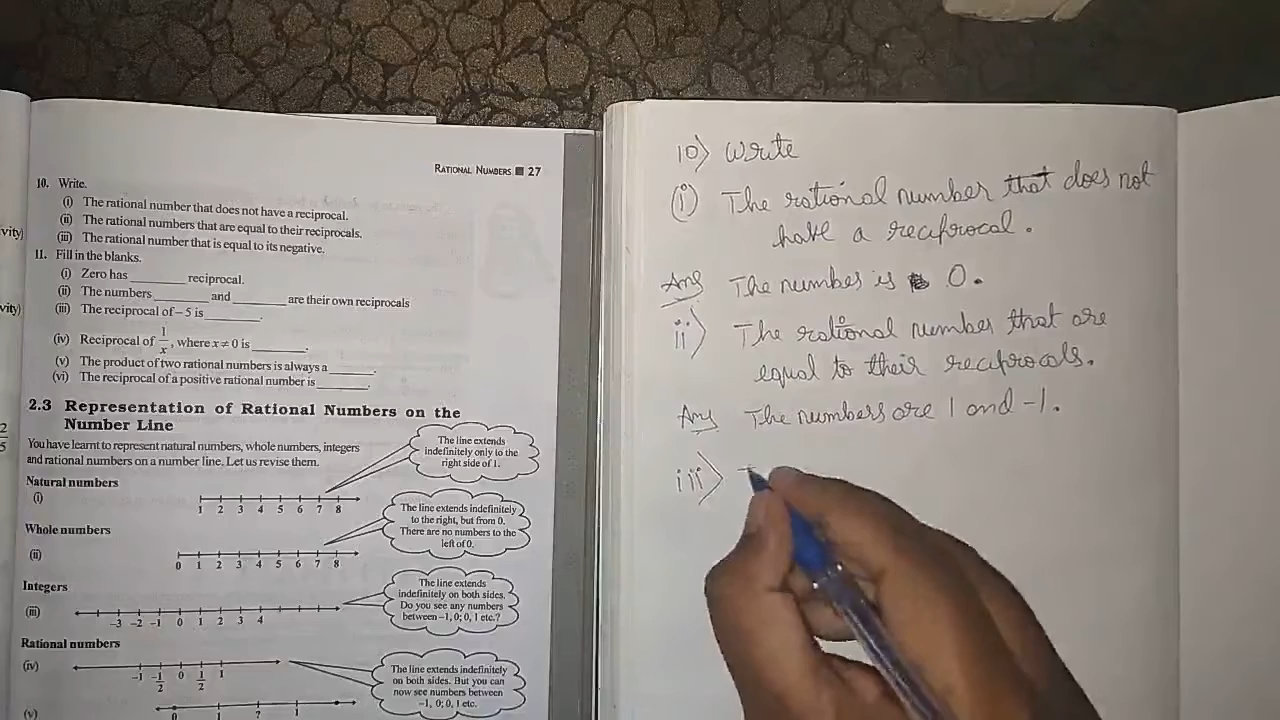 RATIONAL NUMBERS ■ 27
10. Write.
(i) The rational number that does not have a reciprocal.
(ii) The rational numbers that are equal to their reciprocals.
(iii) The rational number that is equal to its negative.
11. Fill in the blanks.
(i) Zero has ________ reciprocal.
(ii) The numbers ________ and ________ are their own reciprocals
(iii) The reciprocal of – 5 is ________.
(iv) Reciprocal of 1/x, where x ≠ 0 is ________.
(v) The product of two rational numbers is always a ________.
(vi) The reciprocal of a positive rational number is ________.
2.3 Representation of Rational Numbers on the
Number Line
You have learnt to represent natural numbers, whole numbers, integers
and rational numbers on a number line. Let us revise them.
The line extends
indefinitely only to the
right side of 1.
Natural numbers
(i)
1 2 3 4 5 6 7 8
The line extends indefinitely
to the right, but from 0.
There are no numbers to the
left of 0.
Whole numbers
(ii)
0 1 2 3 4 5 6 7 8
Integers
The line extends
indefinitely on both sides.
Do you see any numbers
between –1, 0; 0, 1 etc.?
(iii)
–3 –2 –1 0 1 2 3 4
Rational numbers
(iv)
–1 –1/2 0 1/2 1
The line extends indefinitely
on both sides. But you can
now see numbers between
–1, 0; 0, 1 etc.
(v)
vity)
vity)
2/5
10) Write
(i) The rational number that does not
have a reciprocal.
Ans The number is 0.
ii) The rational number that are
equal to their reciprocals.
Ans The numbers are 1 and -1.
iii)